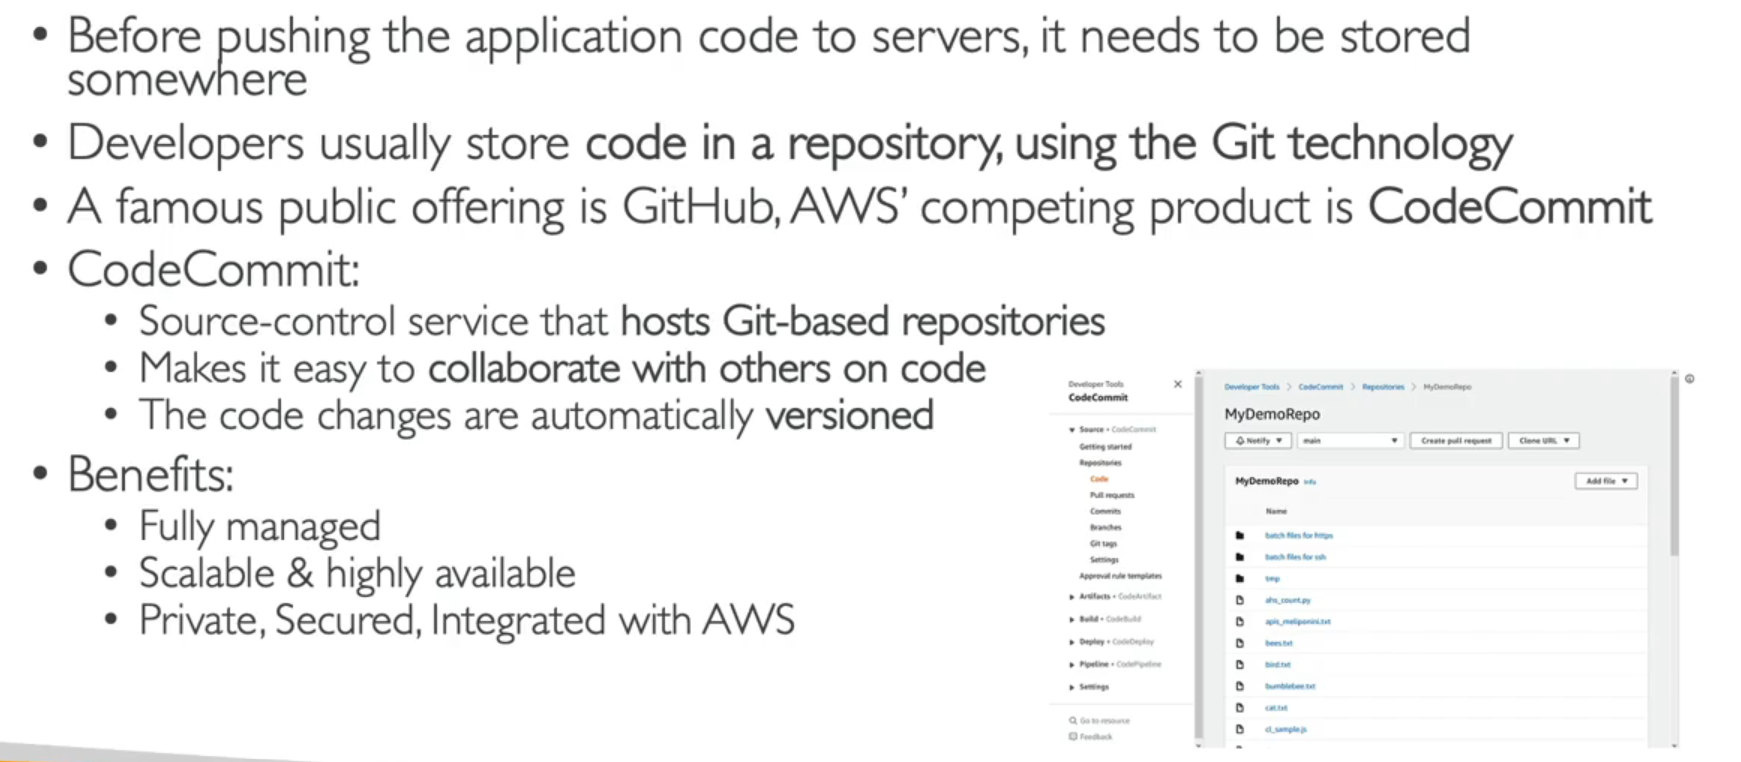 • Before pushing the application code to servers, it needs to be stored
somewhere
• Developers usually store code in a repository, using the Git technology
• A famous public offering is GitHub, AWS’ competing product is CodeCommit
• CodeCommit:
• Source-control service that hosts Git-based repositories
• Makes it easy to collaborate with others on code
• The code changes are automatically versioned
• Benefits:
• Fully managed
• Scalable & highly available
• Private, Secured, Integrated with AWS
Developer Tools
CodeCommit
Source • CodeCommit
Getting started
Repositories
Code
Pull requests
Commits
Branches
Git tags
Settings
Approval rule templates
Artifacts • CodeArtifact
Build • CodeBuild
Deploy • CodeDeploy
Pipeline • CodePipeline
Settings
Go to resource
Feedback
Developer Tools > CodeCommit > Repositories > MyDemoRepo
MyDemoRepo
Notify main Create pull request Clone URL
MyDemoRepo Info Add file
Name
batch files for https
batch files for ssh
tmp
ahs_count.py
apis_meliponini.txt
bees.txt
bird.txt
bumblebee.txt
cat.txt
cl_sample.js